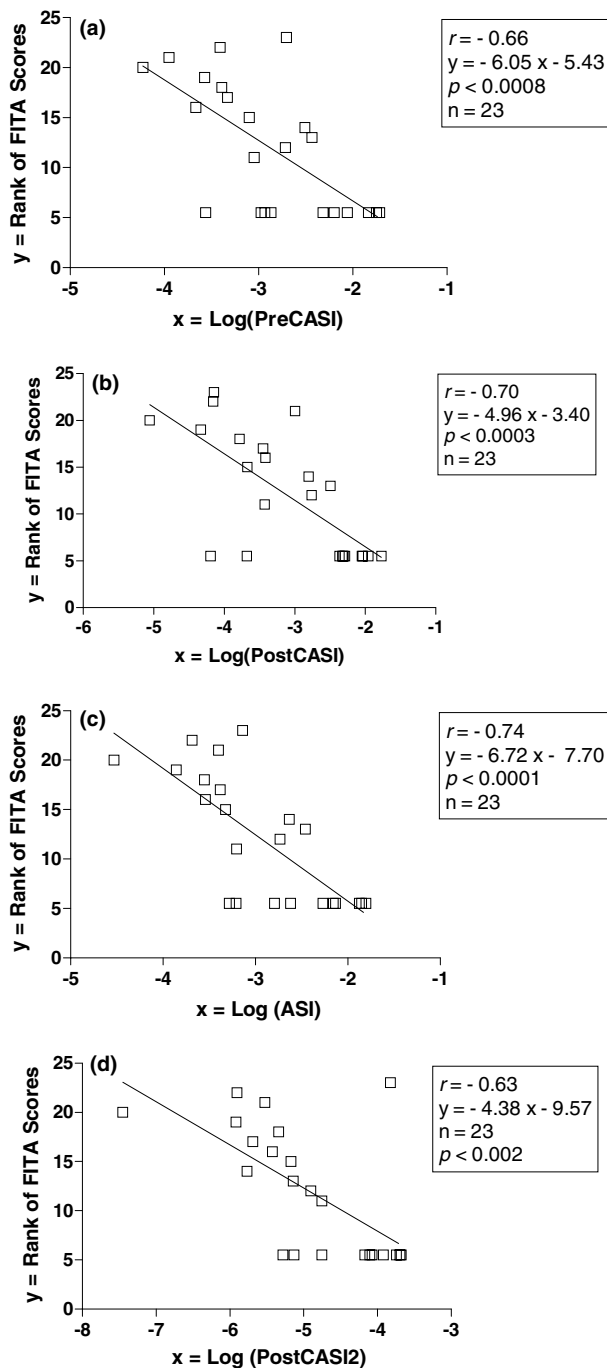 (a)
r = - 0.66
y = - 6.05 x - 5.43
p < 0.0008
n = 23
y = Rank of FITA Scores
25
20
15
10
5
0
-5 -4 -3 -2 -1
x = Log(PreCASI)
(b)
r = - 0.70
y = - 4.96 x - 3.40
p < 0.0003
n = 23
y = Rank of FITA Scores
25
20
15
10
5
0
-6 -5 -4 -3 -2 -1
x = Log(PostCASI)
(c)
r = - 0.74
y = - 6.72 x - 7.70
p < 0.0001
n = 23
y = Rank of FITA Scores
25
20
15
10
5
0
-5 -4 -3 -2 -1
x = Log (ASI)
(d)
r = - 0.63
y = - 4.38 x - 9.57
n = 23
p < 0.002
y = Rank of FITA Scores
25
20
15
10
5
0
-8 -7 -6 -5 -4 -3
x = Log (PostCASI2)